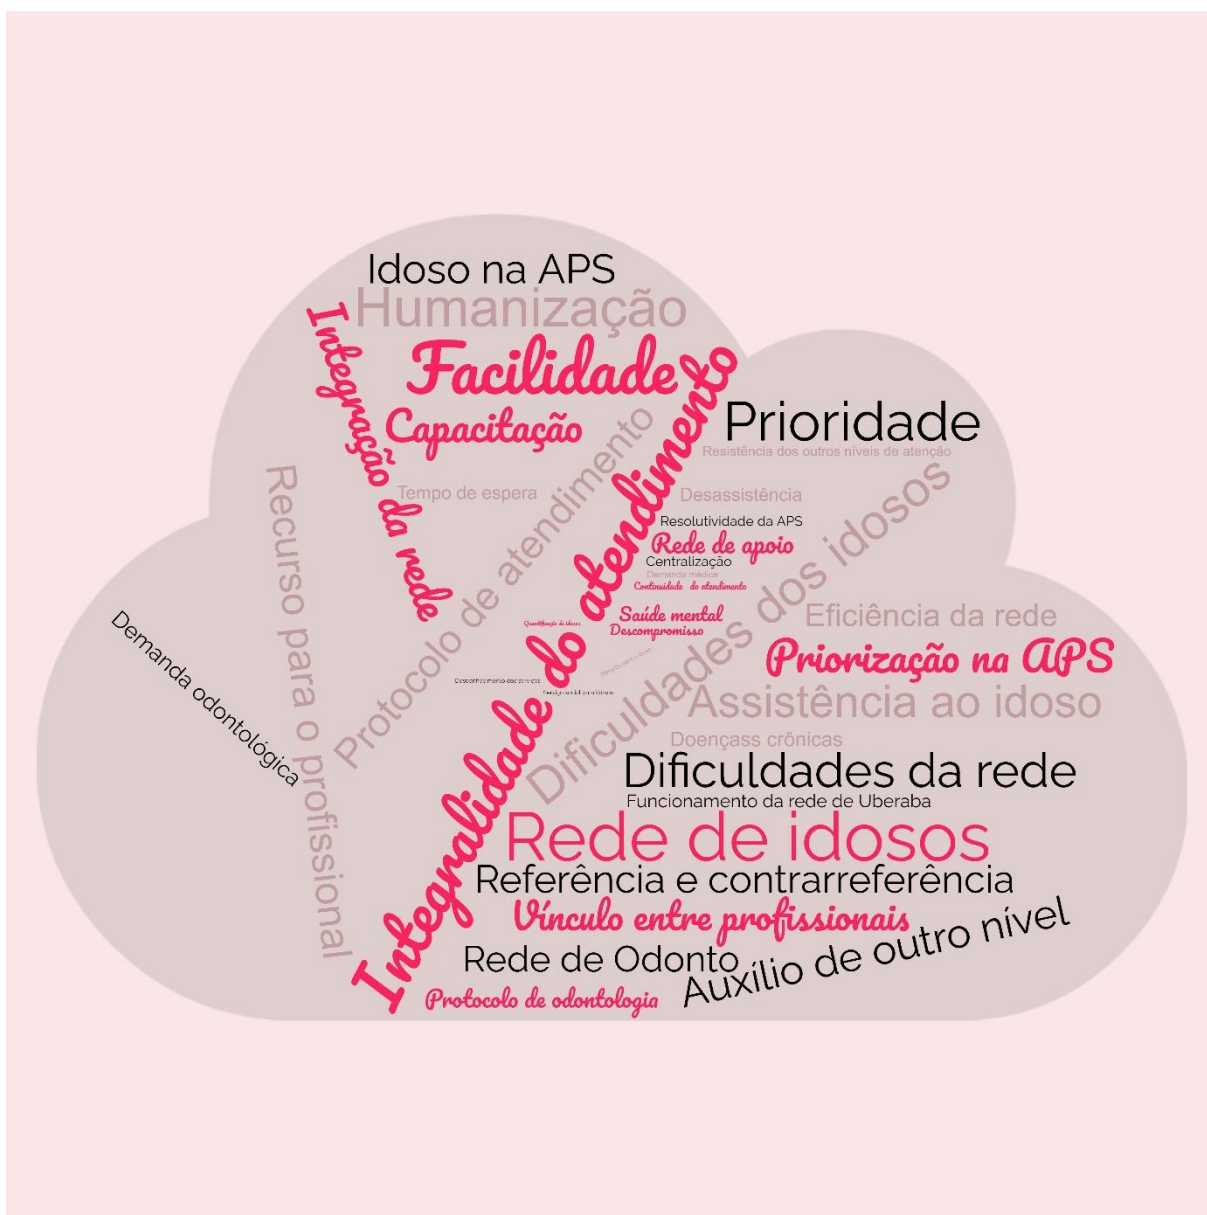 Idoso na APS
Humanização
Integração da rede
Facilidade
Capacitação
Integralidade do atendimento
Prioridade
Resistência dos outros níveis de atenção
Protocolo de atendimento
Recurso para o profissional
Tempo de espera
Desassistência
Dificuldades dos idosos
Resolutividade da APS
Rede de apoio
Centralização
Demanda médica
Continuidade do atendimento
Saúde mental
Descompromisso
Demanda odontológica
Eficiência da rede
Priorização na APS
Desconhecimento dos serviços
Assistência ao idoso
Doençass crônicas
Dificuldades da rede
Funcionamento da rede de Uberaba
Rede de idosos
Referência e contrarreferência
Vínculo entre profissionais
Rede de Odonto
Auxílio de outro nível
Protocolo de odontologia